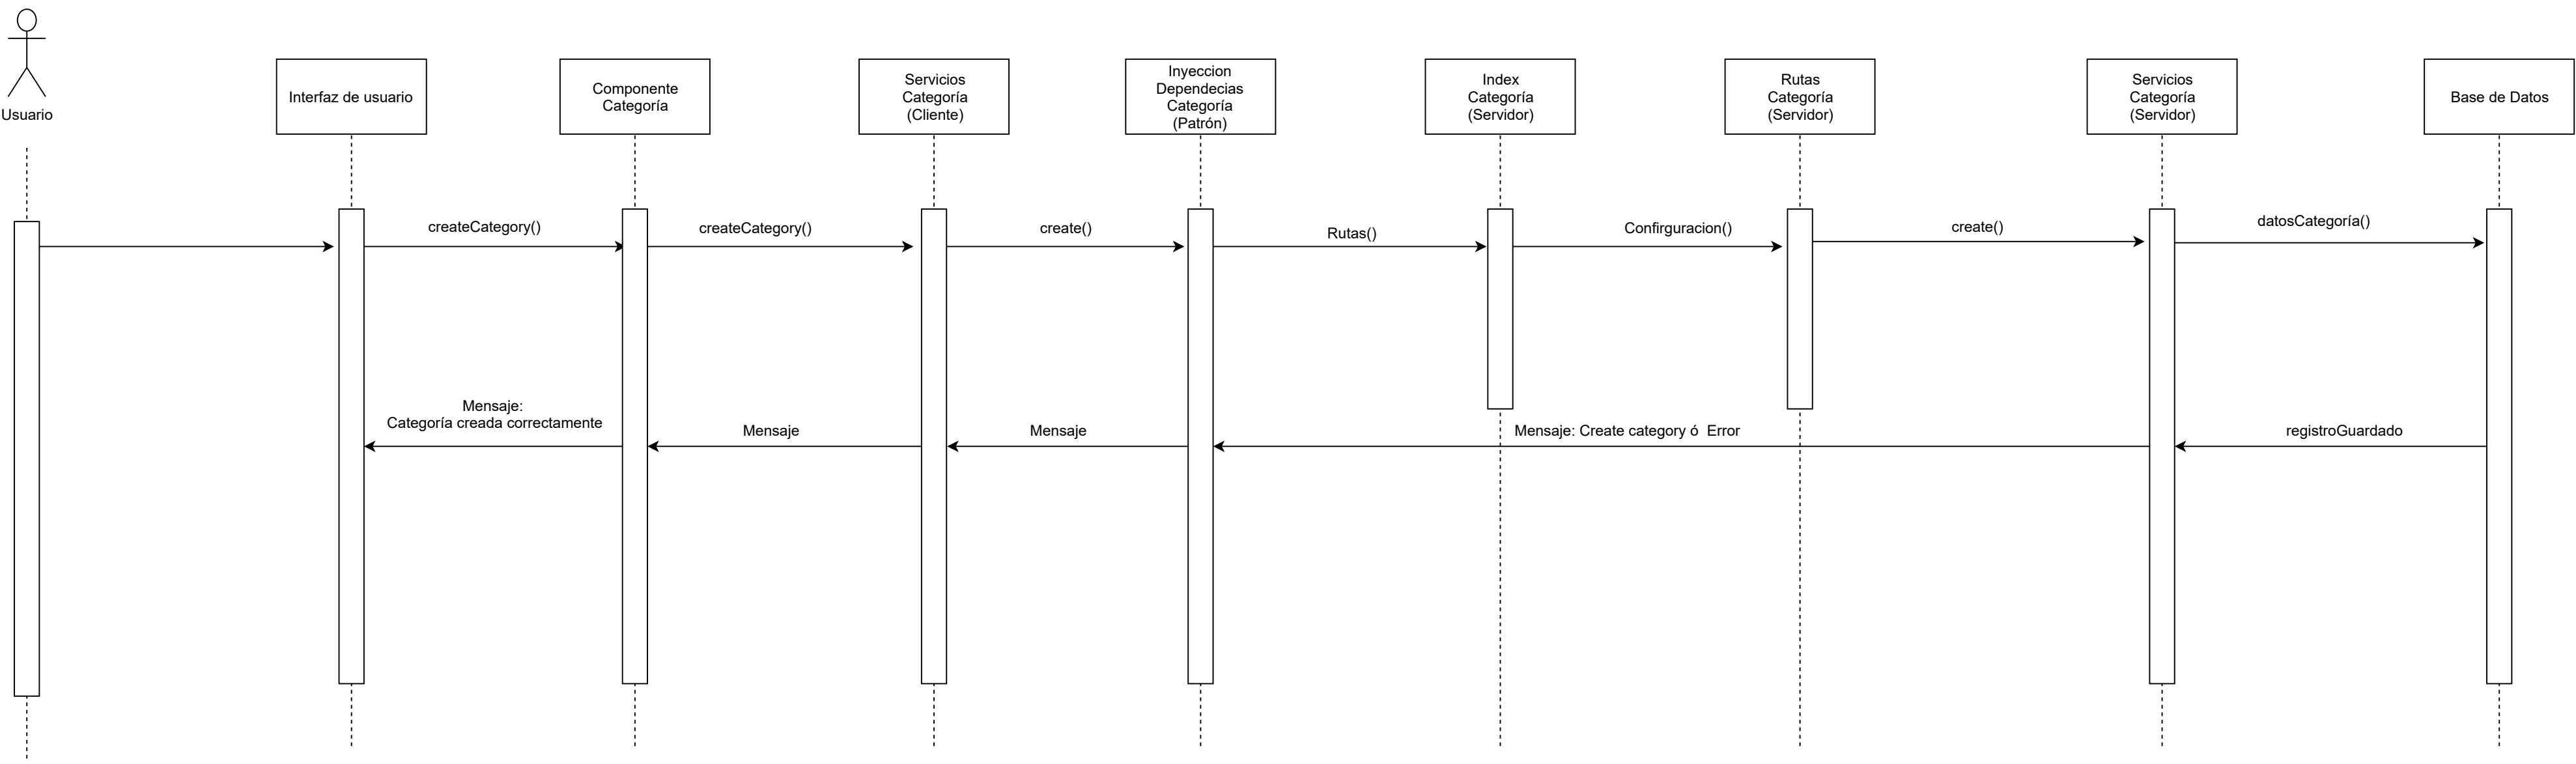 Usuario
Interfaz de usuario
Componente
Categoría
Servicios
Categoría
(Cliente)
Inyeccion
Dependecias
Categoría
(Patrón)
Index
Categoría
(Servidor)
Rutas
Categoría
(Servidor)
Servicios
Categoría
(Servidor)
Base de Datos
createCategory()
createCategory()
create()
Rutas()
Confirguracion()
create()
datosCategoría()
Mensaje:
Categoría creada correctamente
Mensaje
Mensaje
Mensaje: Create category ó  Error
registroGuardado